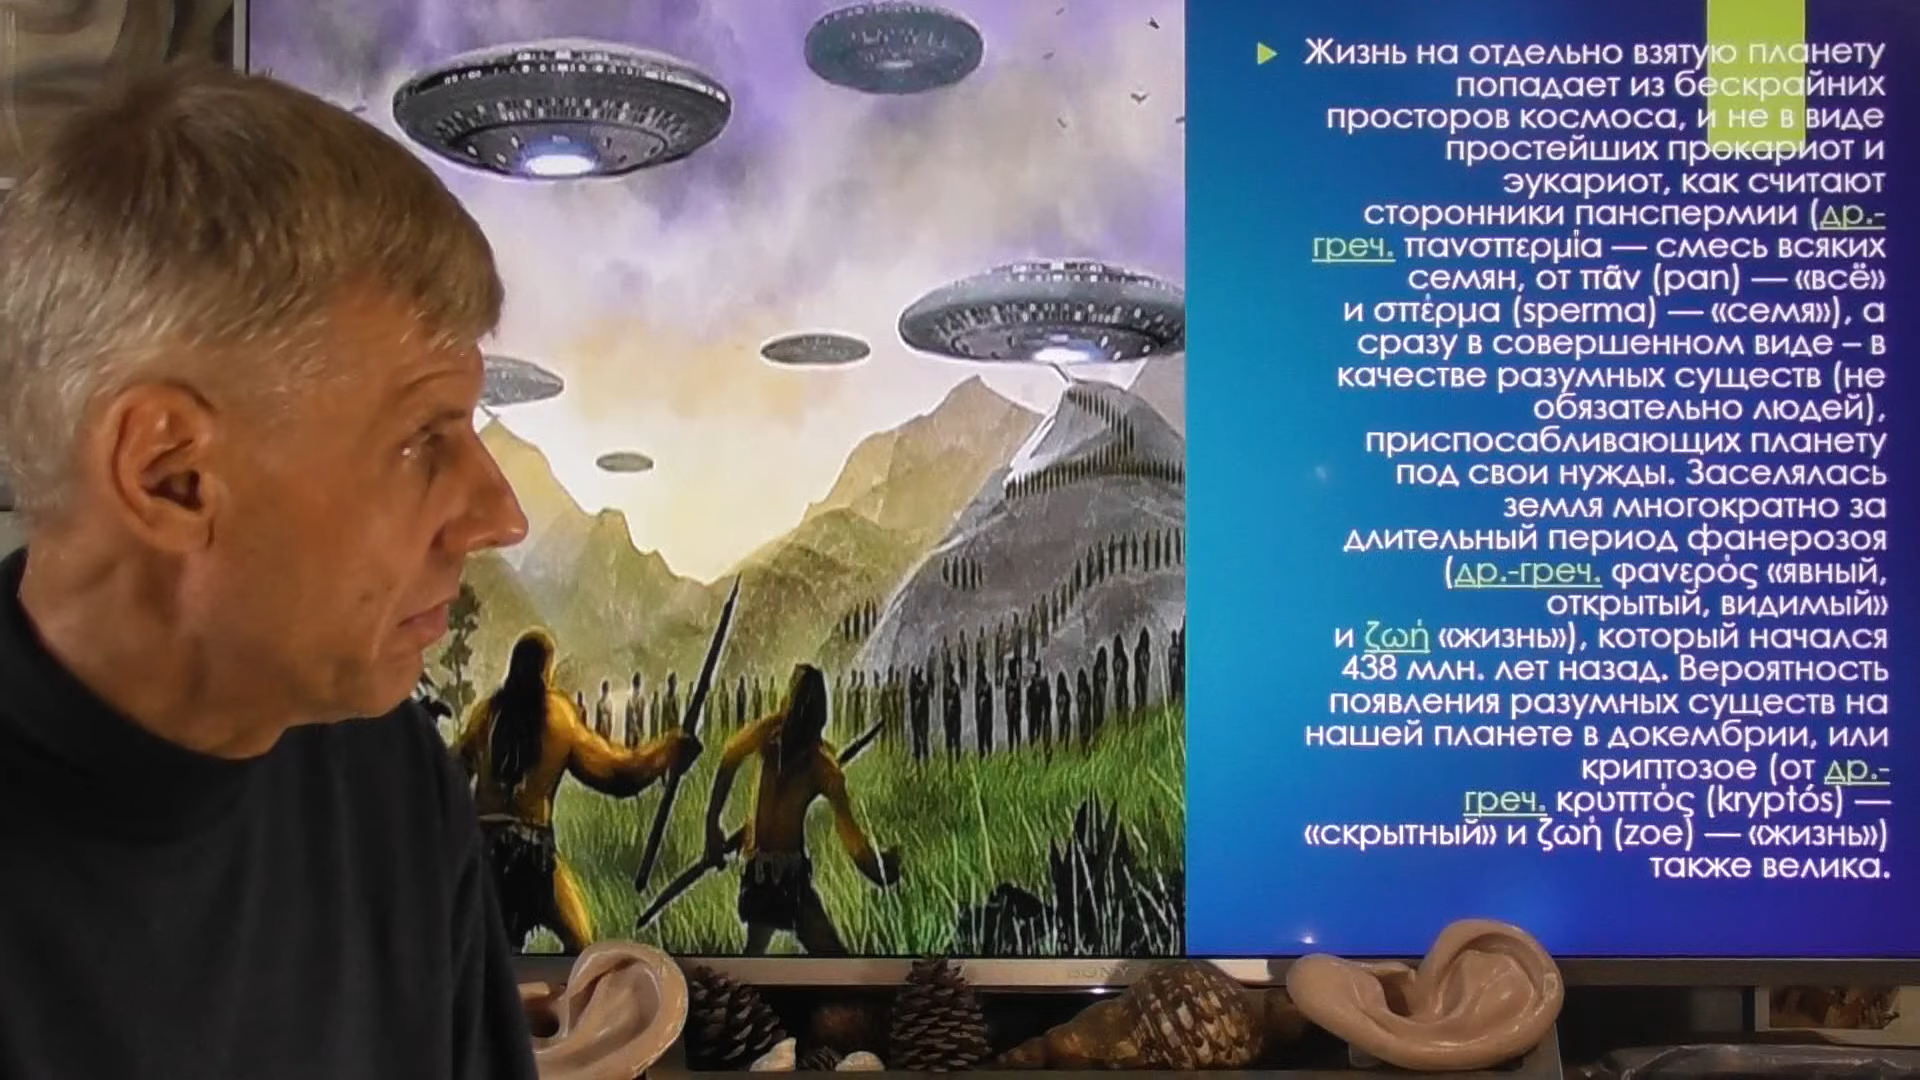 Жизнь на отдельно взятую планету
попадает из бескрайних
просторов космоса, и не в виде
простейших прокариот и
эукариот, как считают
сторонники панспермии (др.-
греч. πανσπερμία — смесь всяких
семян, от πᾶν (pan) — «всё»
и σπέρμα (sperma) — «семя»), а
сразу в совершенном виде – в
качестве разумных существ (не
обязательно людей),
приспосабливающих планету
под свои нужды. Заселялась
земля многократно за
длительный период фанерозоя
(др.-греч. φανερός «явный,
открытый, видимый»
и ζωή «жизнь»), который начался
438 млн. лет назад. Вероятность
появления разумных существ на
нашей планете в докембрии, или
криптозое (от др.-
греч. κρυπτός (kryptós) —
«скрытный» и ζωή (zoe) — «жизнь»)
также велика.
SONY